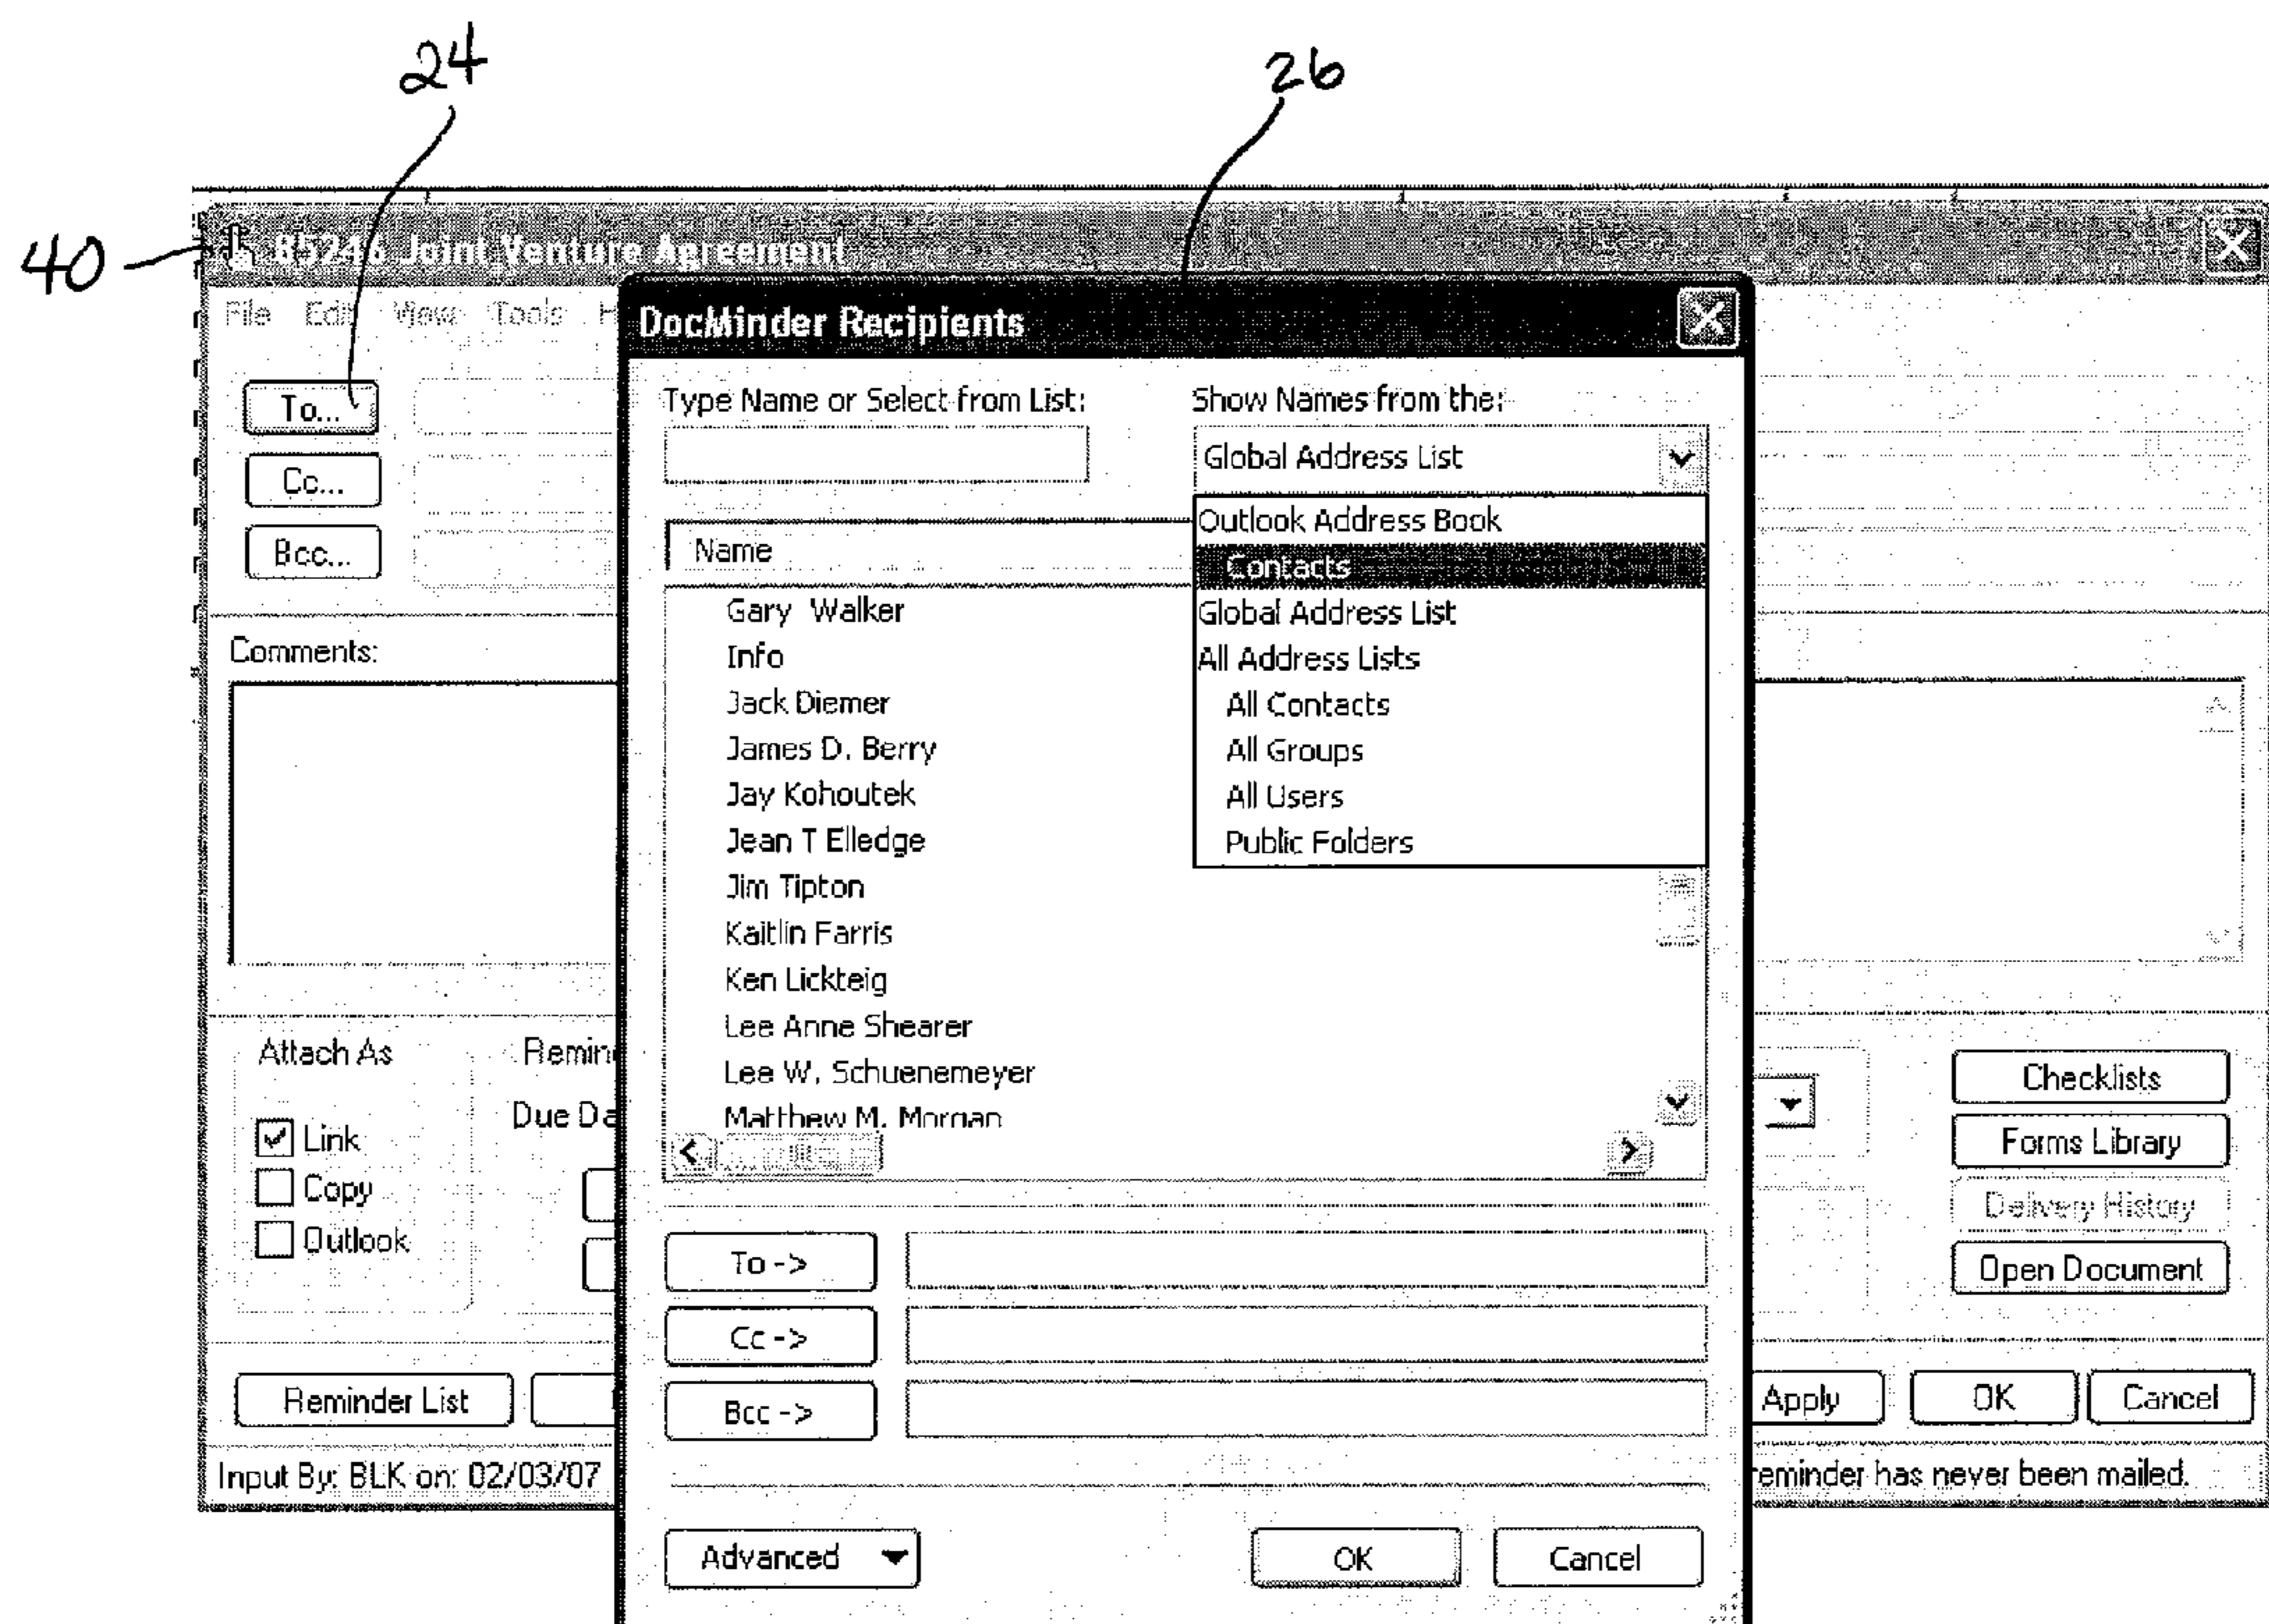 24
26
40
85246 Joint Venture Agreement
File Edit View Tools H
DocMinder Recipients
To...
Cc...
Bcc...
Type Name or Select from List:
Show Names from the:
Global Address List
Outlook Address Book
Contacts
Global Address List
All Address Lists
All Contacts
All Groups
All Users
Public Folders
Name
Gary Walker
Info
Jack Diemer
James D. Berry
Jay Kohoutek
Jean T Elledge
Jim Tipton
Kaitlin Farris
Ken Lickteig
Lee Anne Shearer
Lee W. Schuenemeyer
Matthew M.
Comments:
Attach As
Link
Copy
Outlook
Remin
Due Da
Checklists
Forms Library
Delivery History
Open Document
To ->
Cc ->
Bcc ->
Reminder List
Apply
OK
Cancel
Input By: BLK on: 02/03/07
eminder has never been mailed.
Advanced
OK
Cancel